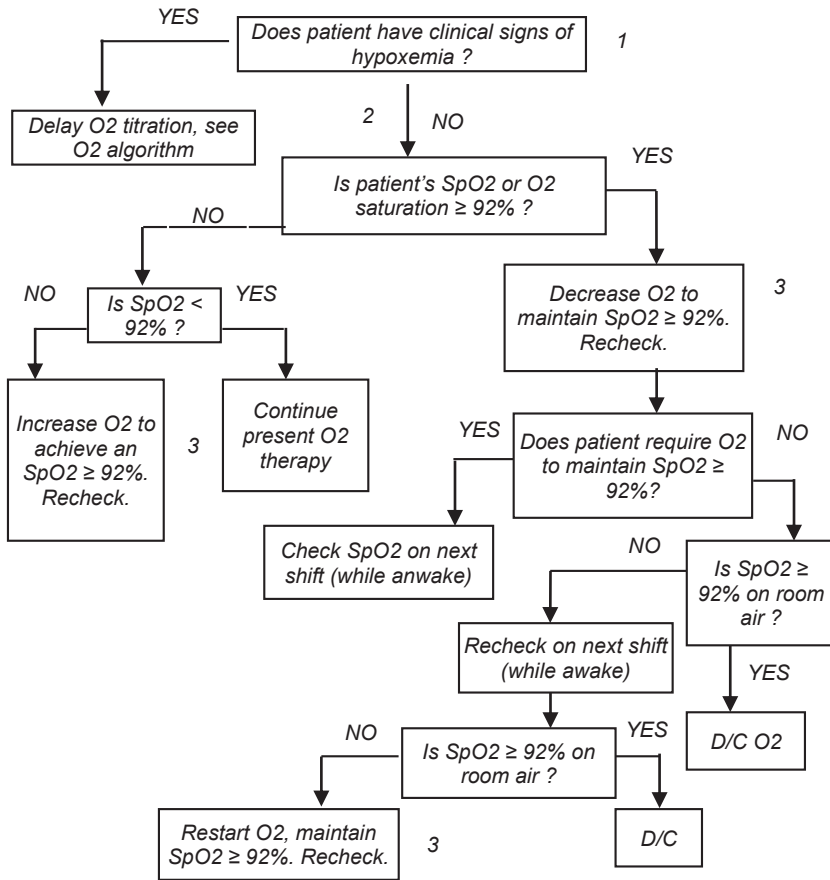 YES
Does patient have clinical signs of
hypoxemia ?
1
Delay O2 titration, see
O2 algorithm
2
NO
Is patient's SpO2 or O2
saturation ≥ 92% ?
YES
NO
NO
Is SpO2 <
92% ?
YES
Decrease O2 to
maintain SpO2 ≥ 92%.
Recheck.
3
Increase O2 to
achieve an
SpO2 ≥ 92%.
Recheck.
3
Continue
present O2
therapy
YES
Does patient require O2
to maintain SpO2 ≥
92%?
NO
Check SpO2 on next
shift (while anwake)
NO
Is SpO2 ≥
92% on room
air ?
Recheck on next shift
(while awake)
YES
D/C O2
NO
Is SpO2 ≥ 92% on
room air ?
YES
Restart O2, maintain
SpO2 ≥ 92%. Recheck.
3
D/C